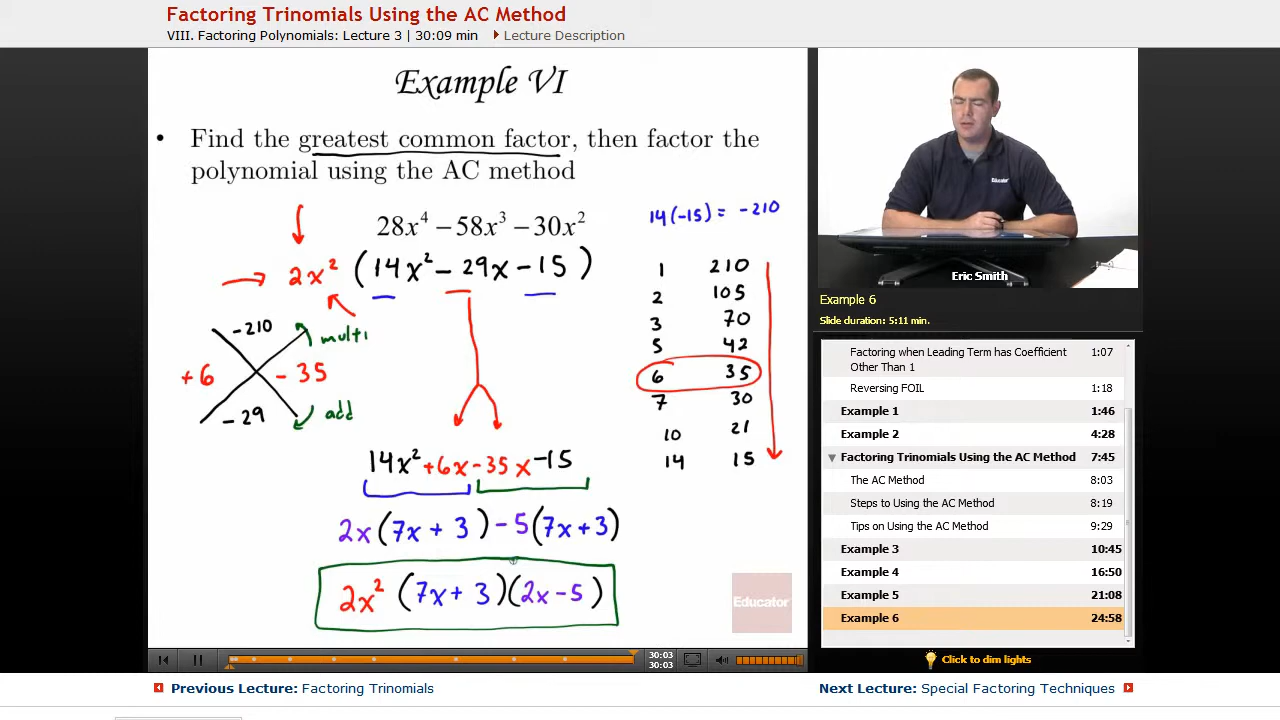 Factoring Trinomials Using the AC Method
VIII. Factoring Polynomials: Lecture 3 | 30:09 min Lecture Description
Example VI
• Find the greatest common factor, then factor the
polynomial using the AC method
28x⁴ – 58x³ – 30x²
2x² (14x² – 29x – 15)
-210
multi
+6 - 35
-29
add
14x² +6x -35x -15
2x(7x + 3) - 5(7x+3)
2x² (7x + 3)(2x - 5)
14(-15) = -210
1 210
2 105
3 70
5 42
6 35
7 30
10 21
14 15
Educator
Educator
Eric Smith
Example 6
Slide duration: 5:11 min.
Factoring when Leading Term has Coefficient
Other Than 1 1:07
Reversing FOIL 1:18
Example 1 1:46
Example 2 4:28
Factoring Trinomials Using the AC Method 7:45
The AC Method 8:03
Steps to Using the AC Method 8:19
Tips on Using the AC Method 9:29
Example 3 10:45
Example 4 16:50
Example 5 21:08
Example 6 24:58
30:03
30:03
Click to dim lights
Previous Lecture: Factoring Trinomials
Next Lecture: Special Factoring Techniques